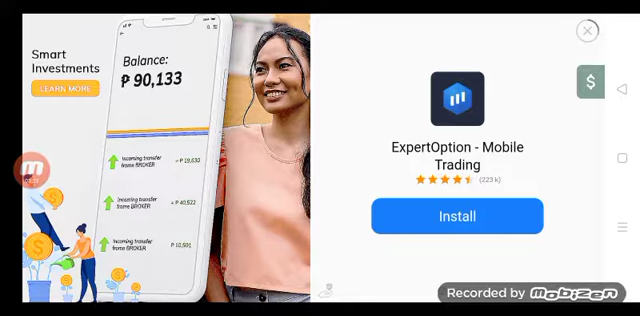 Smart
Investments
LEARN MORE
Balance:
₱ 90,133
Incoming transfer
frome BROKER
+ ₱ 19,630
Incoming transfer
from BROKER
+ ₱ 40,522
Incoming transfer
from BROKER
₱ 10,501
ExpertOption - Mobile
Trading
(223 k)
Install
$
Recorded by MOBIZEN